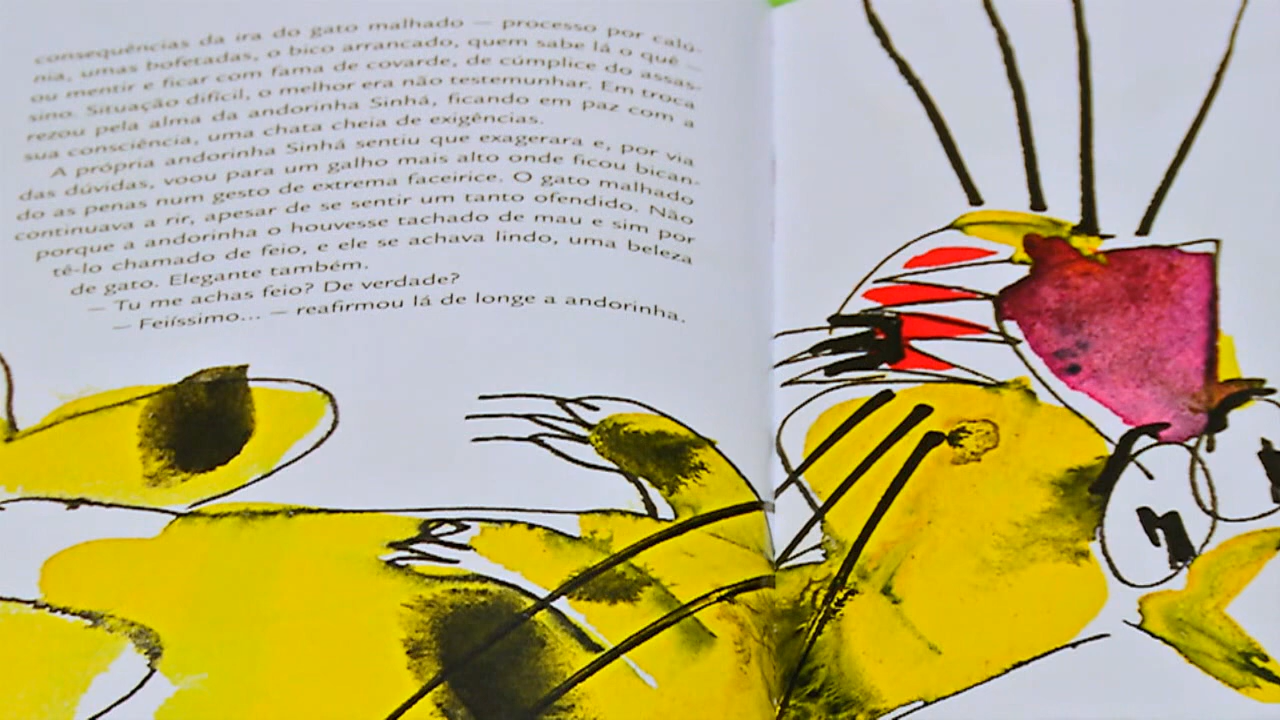 consequências da ira do gato malhado — processo por calú-
nia, umas bofetadas, o bico arrancado, quem sabe lá o quê —
ou mentir e ficar com fama de covarde, de cúmplice do assas-
sino. Situação difícil, o melhor era não testemunhar. Em troca
rezou pela alma da andorinha Sinhá, ficando em paz com a
sua consciência, uma chata cheia de exigências.
A própria andorinha Sinhá sentiu que exagerara e, por via
das dúvidas, voou para um galho mais alto onde ficou bican-
do as penas num gesto de extrema faceirice. O gato malhado
continuava a rir, apesar de se sentir um tanto ofendido. Não
porque a andorinha o houvesse tachado de mau e sim por
tê-lo chamado de feio, e ele se achava lindo, uma beleza
de gato. Elegante também.
— Tu me achas feio? De verdade?
— Feiíssimo... — reafirmou lá de longe a andorinha.